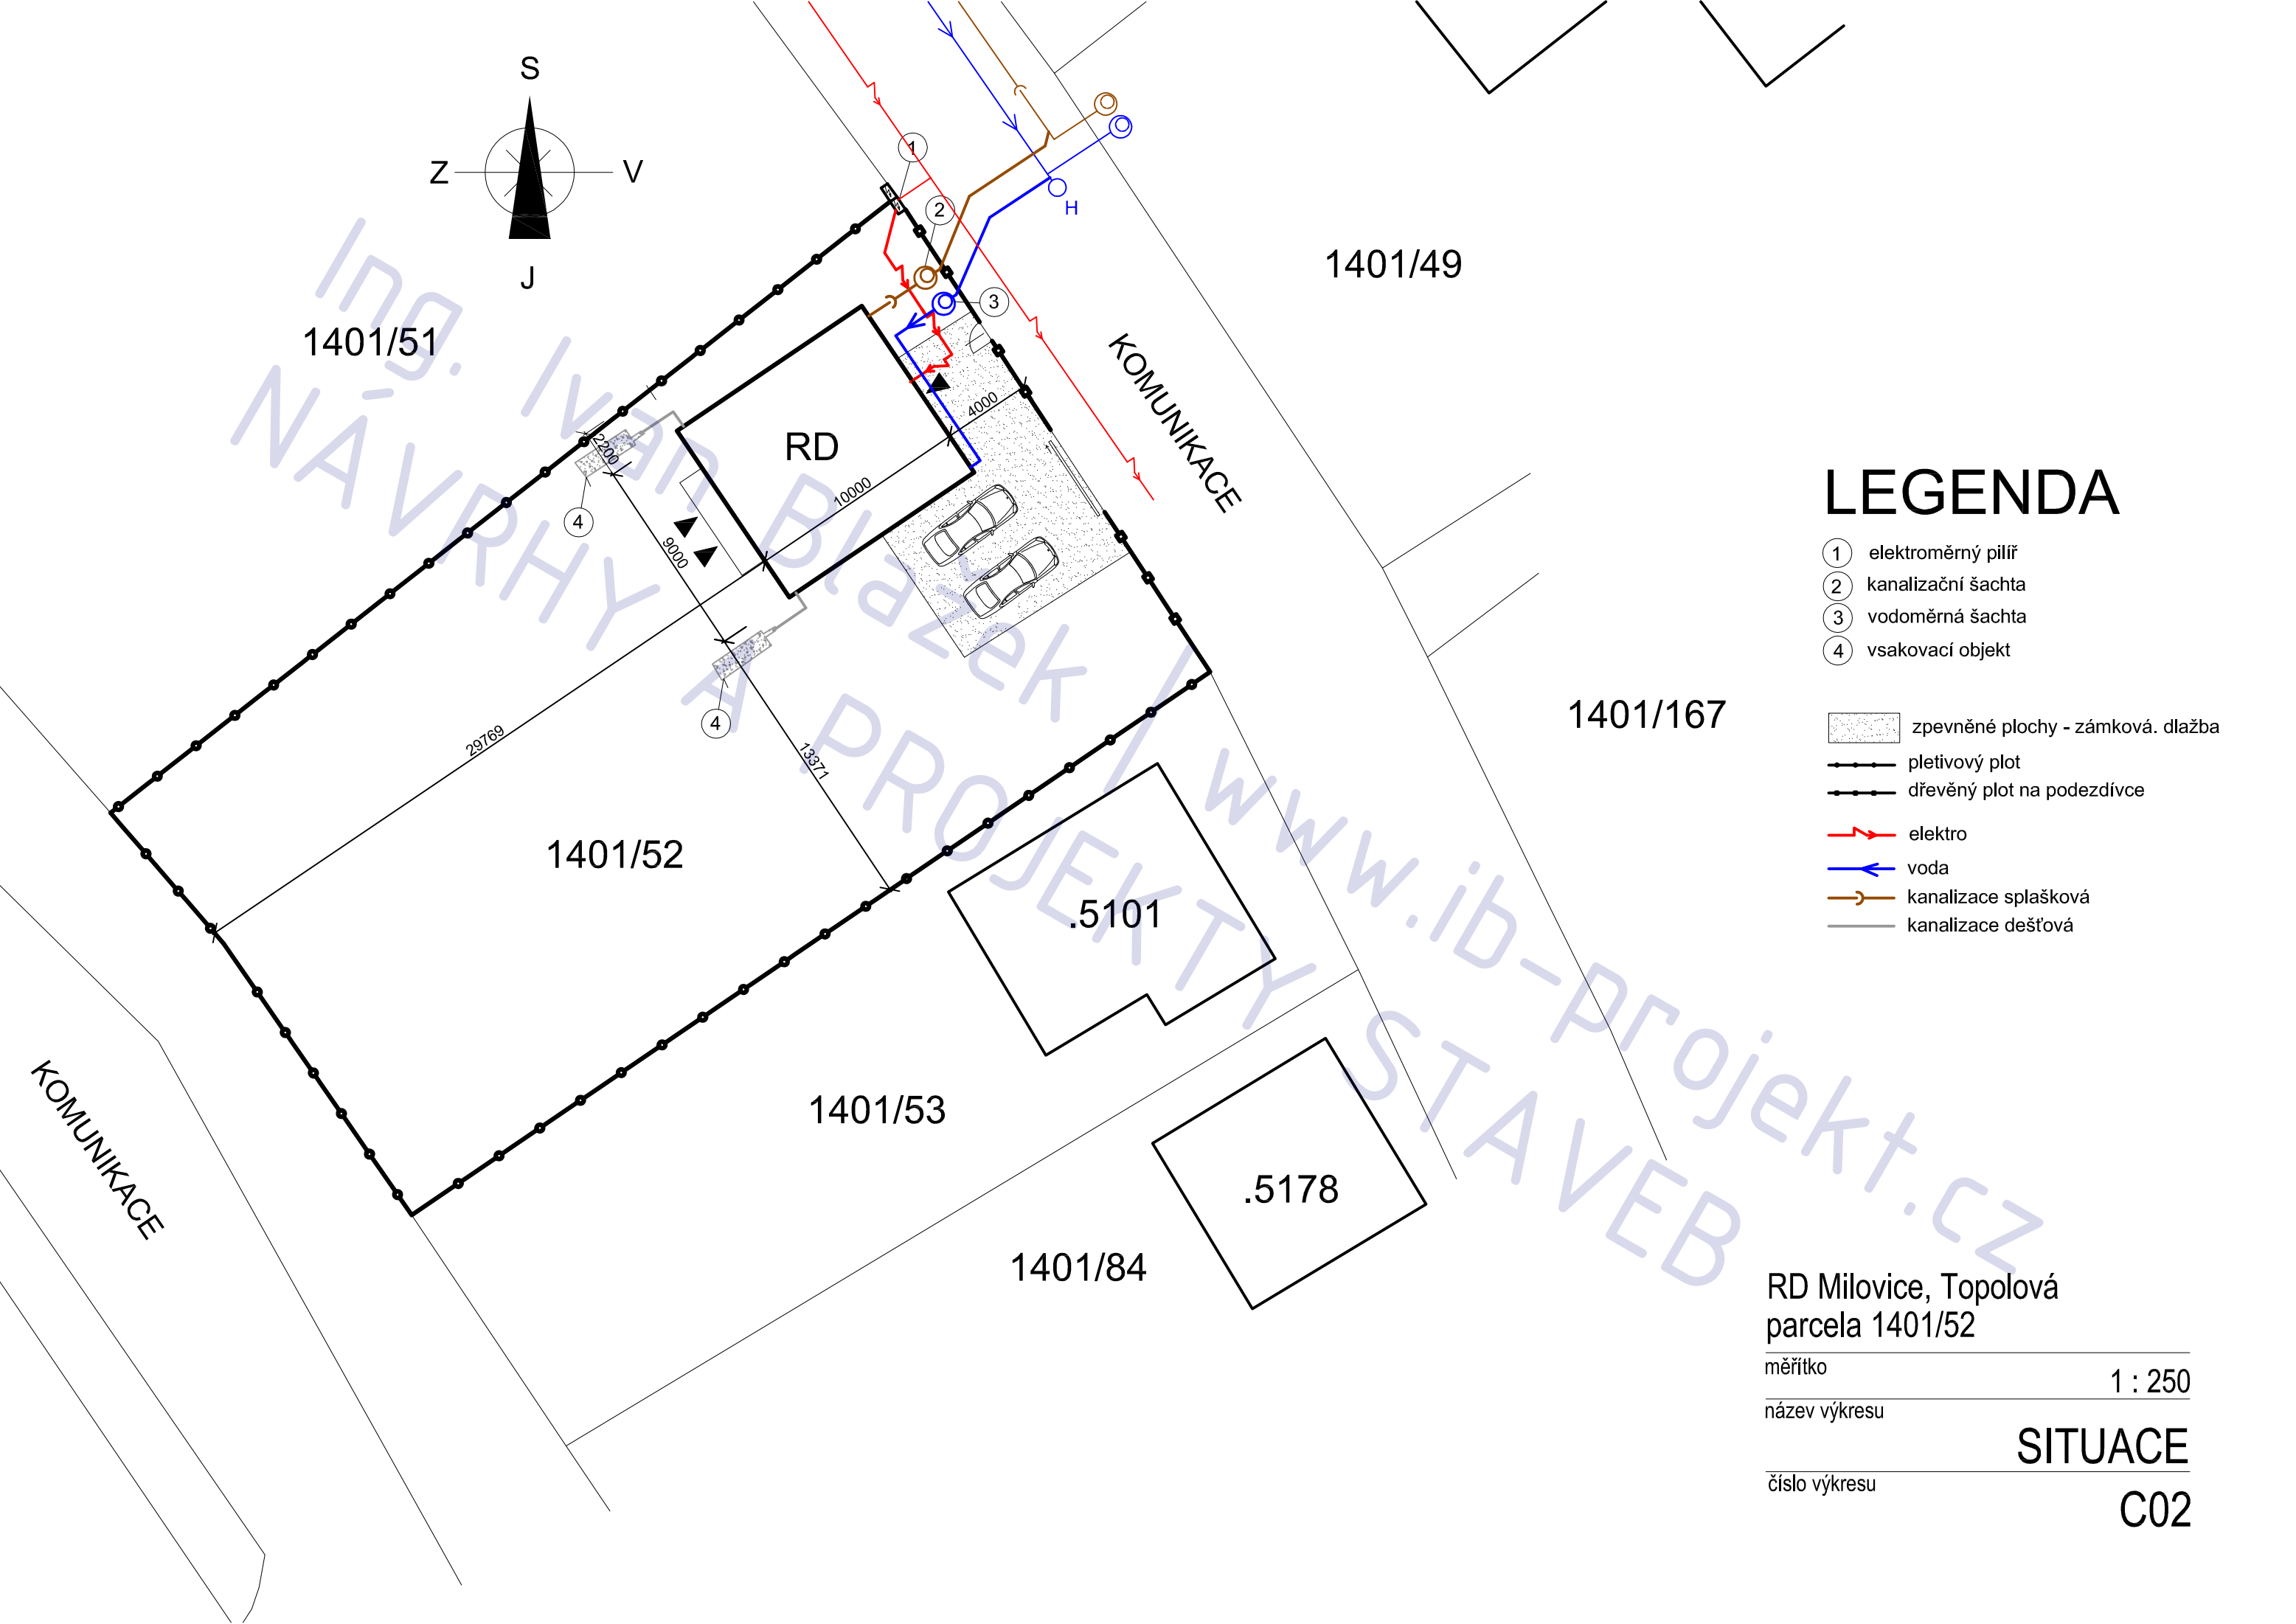 S
Z
V
J
1
2
3
H
1401/49
1401/51
KOMUNIKACE
RD
2200
4000
10000
9000
4
4
29769
13371
1401/52
1401/167
.5101
1401/53
.5178
1401/84
KOMUNIKACE
Ing. Ivan Blažek | www.ib-projekt.cz
NÁVRHY A PROJEKTY STAVEB
LEGENDA
1 elektroměrný pilíř
2 kanalizační šachta
3 vodoměrná šachta
4 vsakovací objekt
zpevněné plochy - zámková. dlažba
pletivový plot
dřevěný plot na podezdívce
elektro
voda
kanalizace splašková
kanalizace dešťová
RD Milovice, Topolová
parcela 1401/52
měřítko
1 : 250
název výkresu
SITUACE
číslo výkresu
C02